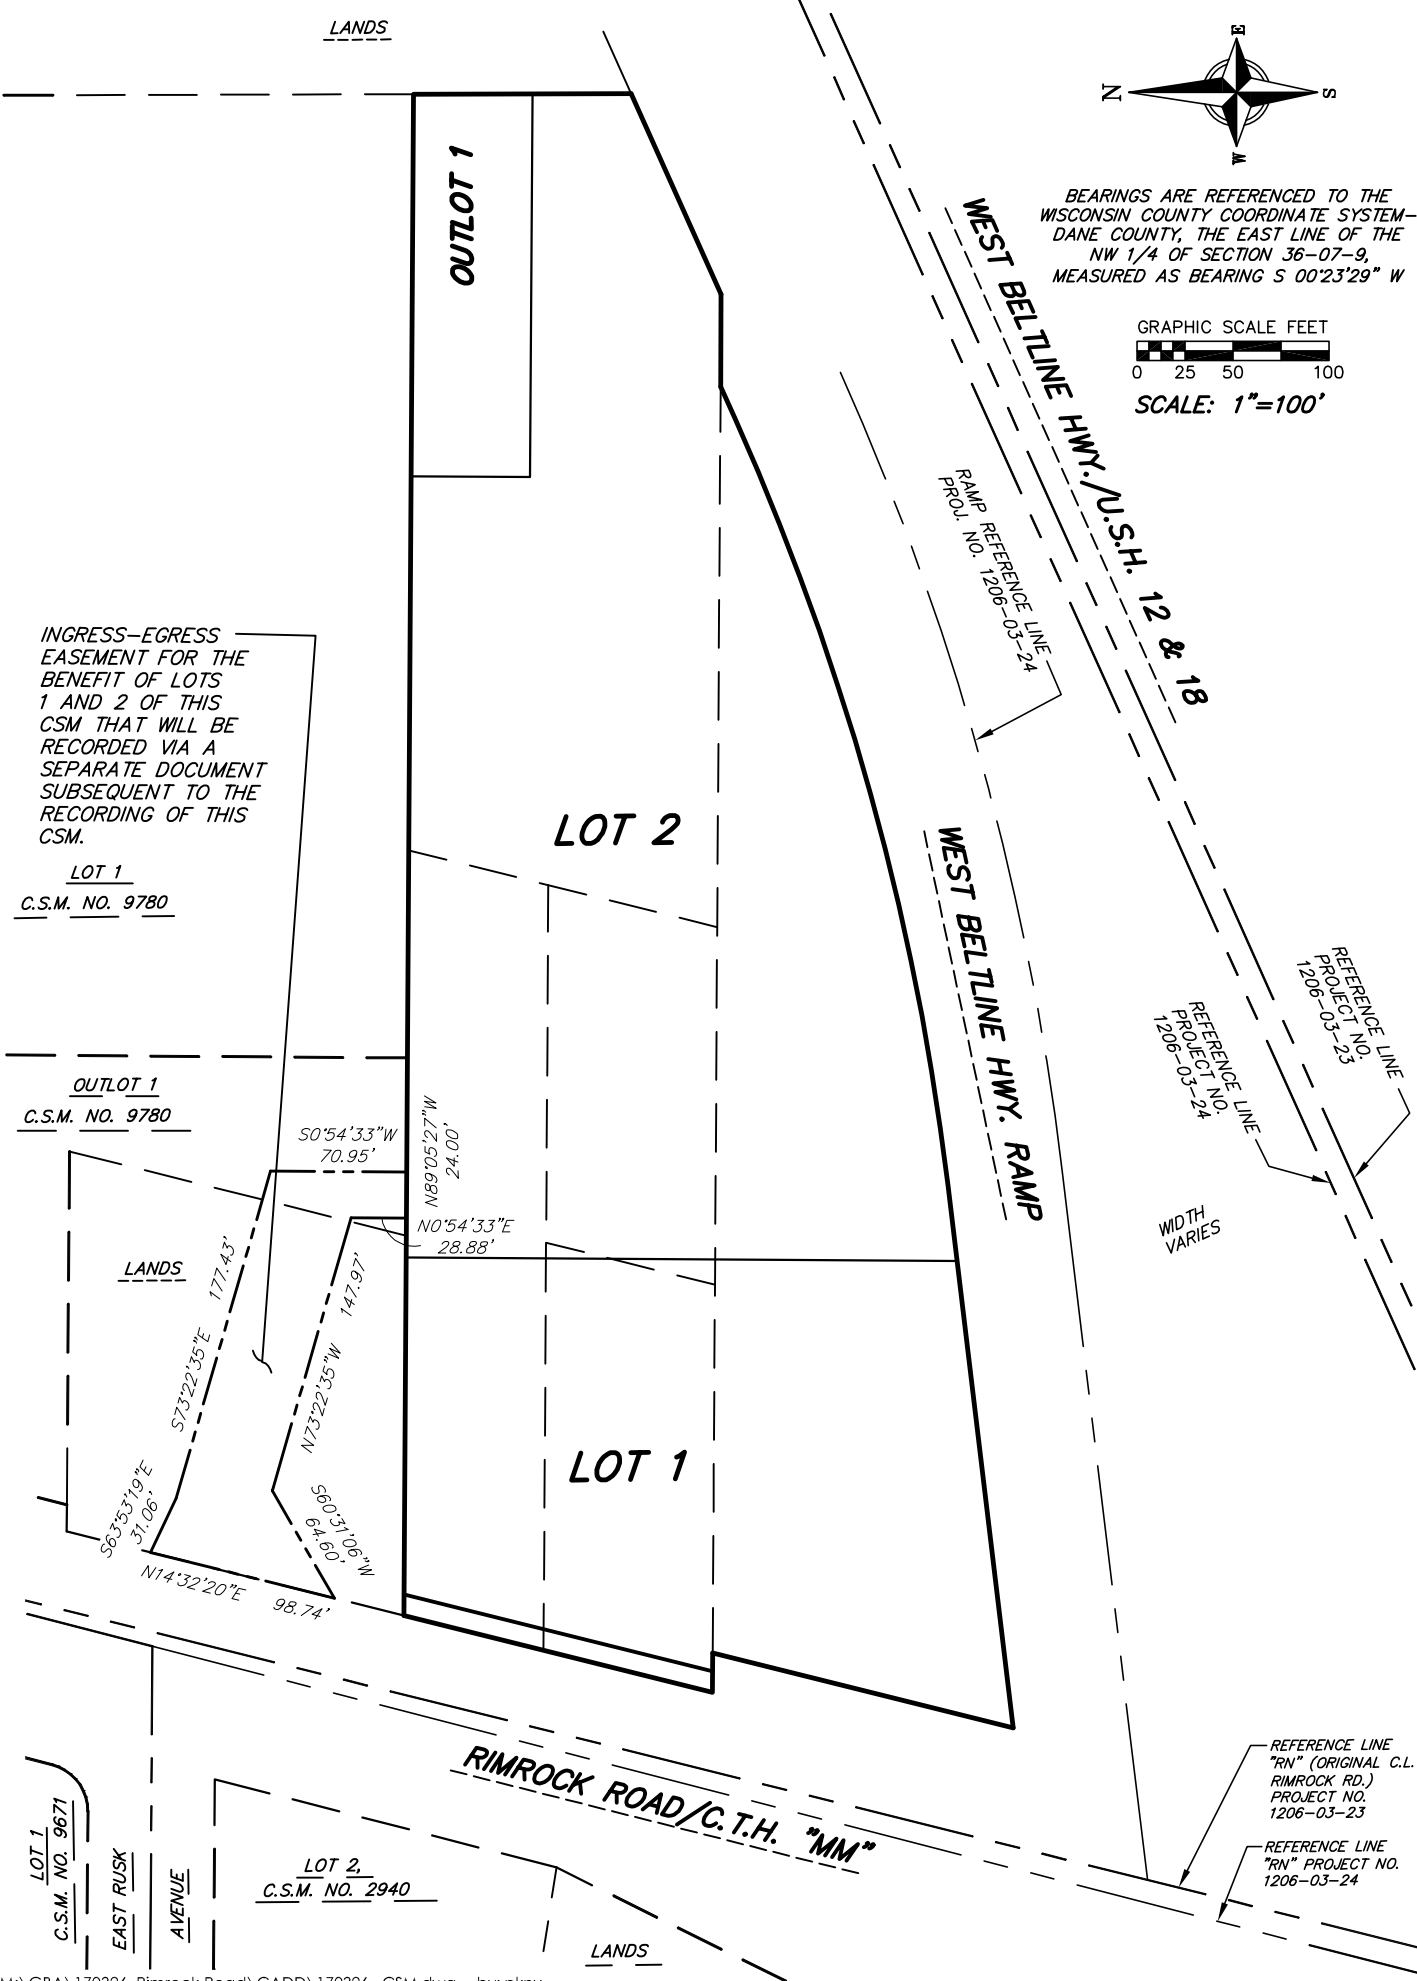 LANDS
E
N
S
W
BEARINGS ARE REFERENCED TO THE
WISCONSIN COUNTY COORDINATE SYSTEM-
DANE COUNTY, THE EAST LINE OF THE
NW 1/4 OF SECTION 36-07-9,
MEASURED AS BEARING S 00°23'29" W
GRAPHIC SCALE FEET
0 25 50 100
SCALE: 1"=100'
OUTLOT 1
WEST BELTLINE HWY./U.S.H. 12 & 18
RAMP REFERENCE LINE
PROJ. NO. 1206-03-24
INGRESS-EGRESS
EASEMENT FOR THE
BENEFIT OF LOTS
1 AND 2 OF THIS
CSM THAT WILL BE
RECORDED VIA A
SEPARATE DOCUMENT
SUBSEQUENT TO THE
RECORDING OF THIS
CSM.
LOT 1
C.S.M. NO. 9780
LOT 2
WEST BELTLINE HWY. RAMP
REFERENCE LINE
PROJECT NO.
1206-03-23
REFERENCE LINE
PROJECT NO.
1206-03-24
OUTLOT 1
C.S.M. NO. 9780
S0°54'33"W
70.95'
N89°05'27"W
24.00'
N0°54'33"E
28.88'
WIDTH
VARIES
LANDS
S73°22'35"E 177.43'
N73°22'35"W 147.97'
LOT 1
S63°53'19"E
31.06'
S60°31'06"W
64.60'
N14°32'20"E 98.74'
RIMROCK ROAD/C.T.H. "MM"
REFERENCE LINE
"RN" (ORIGINAL C.L.
RIMROCK RD.)
PROJECT NO.
1206-03-23
REFERENCE LINE
"RN" PROJECT NO.
1206-03-24
LOT 1
C.S.M. NO. 9671
EAST RUSK
AVENUE
LOT 2,
C.S.M. NO. 2940
LANDS